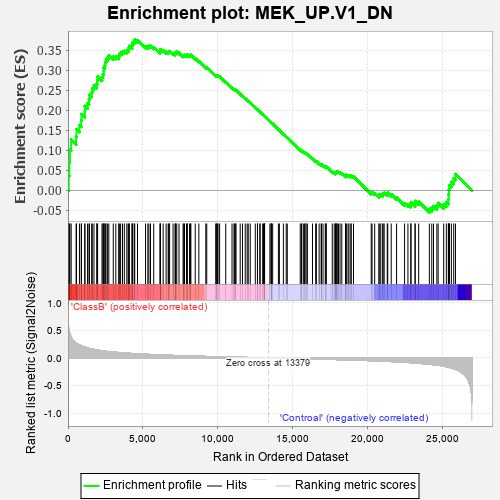 Enrichment plot: MEK_UP.V1_DN
Enrichment score (ES)
0.35
0.30
0.25
0.20
0.15
0.10
0.05
0.00
-0.05
Ranked list metric (Signal2Noise)
1.0
'ClassB' (positively correlated)
0.5
0.0
Zero cross at 13379
-0.5
'Controal' (negatively correlated)
-1.0
0 5,000 10,000 15,000 20,000 25,000
Rank in Ordered Dataset
Enrichment profile Hits Ranking metric scores